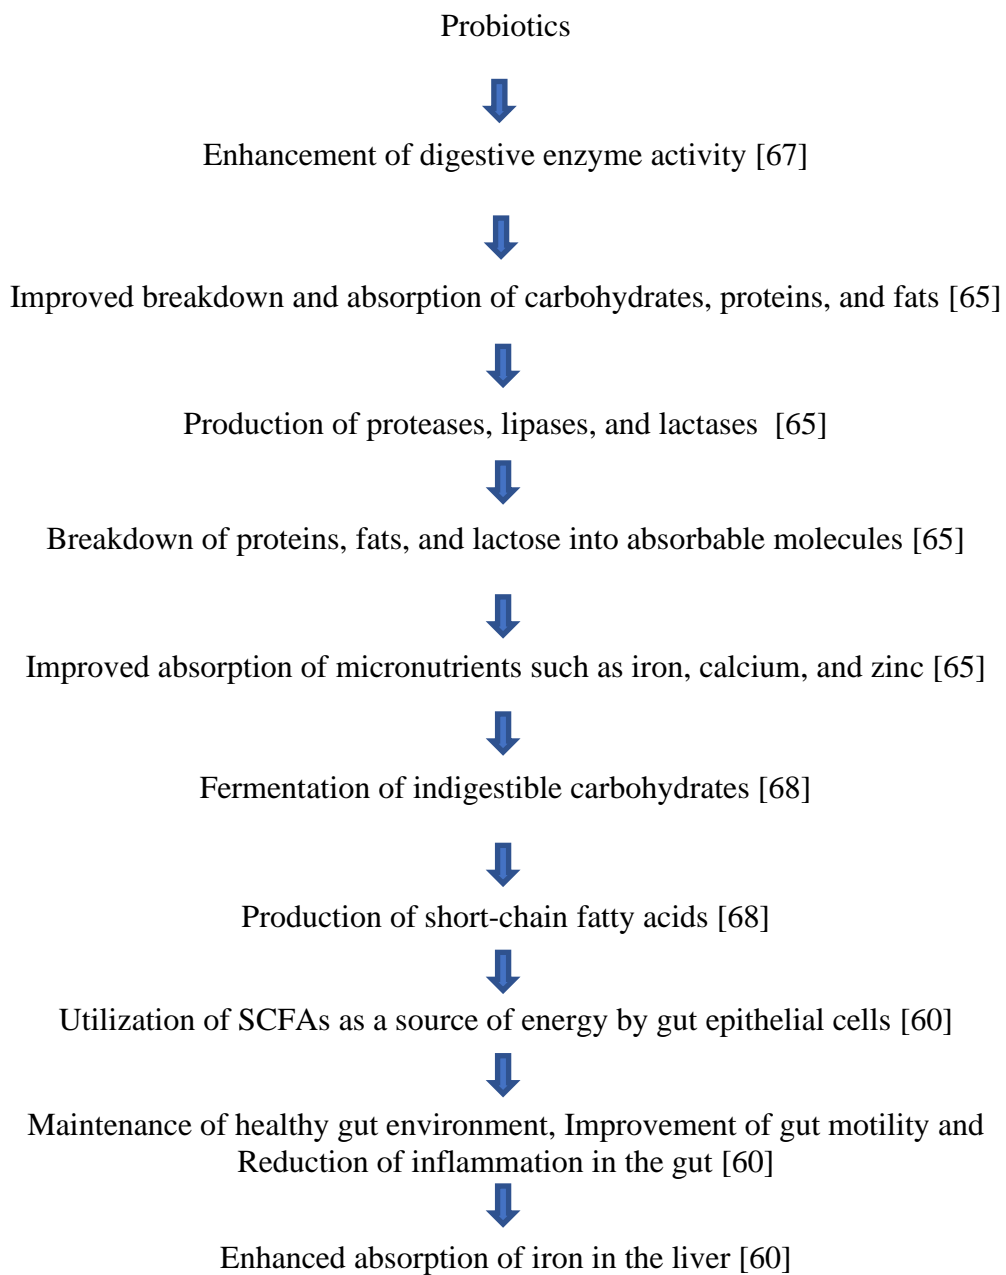 Probiotics
Enhancement of digestive enzyme activity [67]
Improved breakdown and absorption of carbohydrates, proteins, and fats [65]
Production of proteases, lipases, and lactases  [65]
Breakdown of proteins, fats, and lactose into absorbable molecules [65]
Improved absorption of micronutrients such as iron, calcium, and zinc [65]
Fermentation of indigestible carbohydrates [68]
Production of short-chain fatty acids [68]
Utilization of SCFAs as a source of energy by gut epithelial cells [60]
Maintenance of healthy gut environment, Improvement of gut motility and
Reduction of inflammation in the gut [60]
Enhanced absorption of iron in the liver [60]